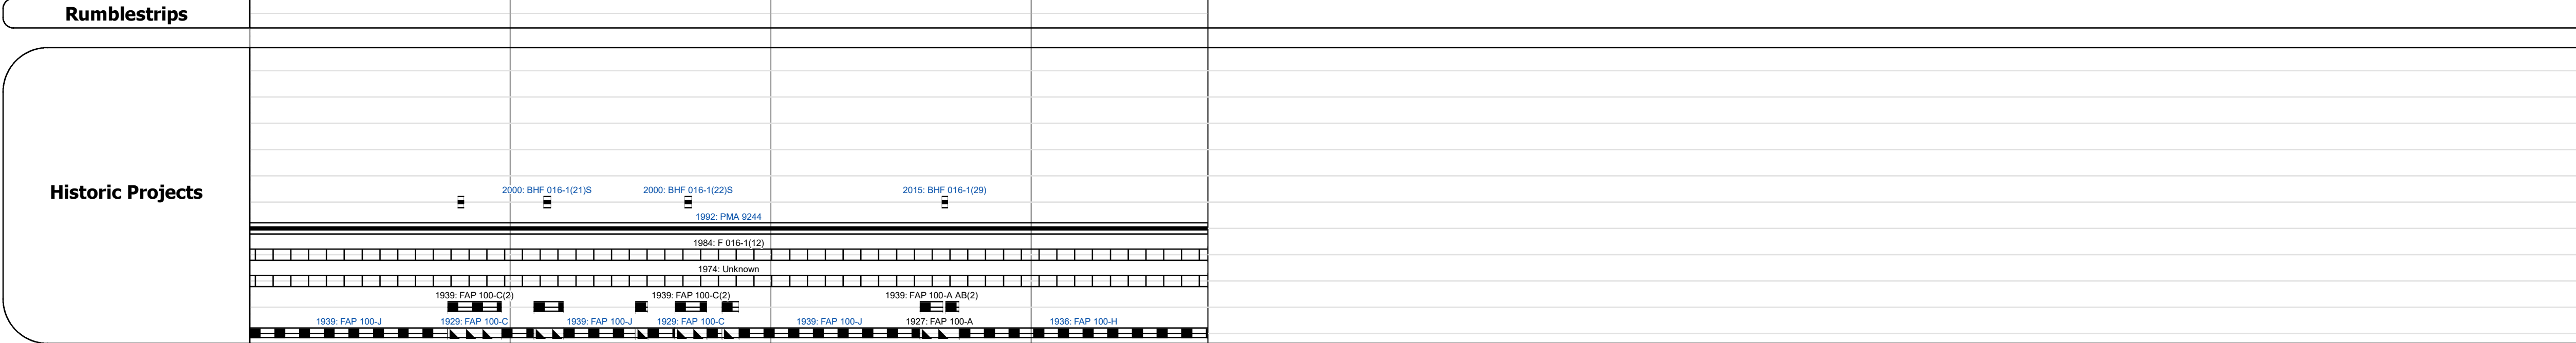 Rumblestrips
Historic Projects
2000: BHF 016-1(21)S 2000: BHF 016-1(22)S 2015: BHF 016-1(29)
1992: PMA 9244
1984: F 016-1(12)
1974: Unknown
1939: FAP 100-C(2) 1939: FAP 100-C(2) 1939: FAP 100-A AB(2)
1939: FAP 100-J 1929: FAP 100-C 1939: FAP 100-J 1929: FAP 100-C 1939: FAP 100-J 1927: FAP 100-A 1936: FAP 100-H